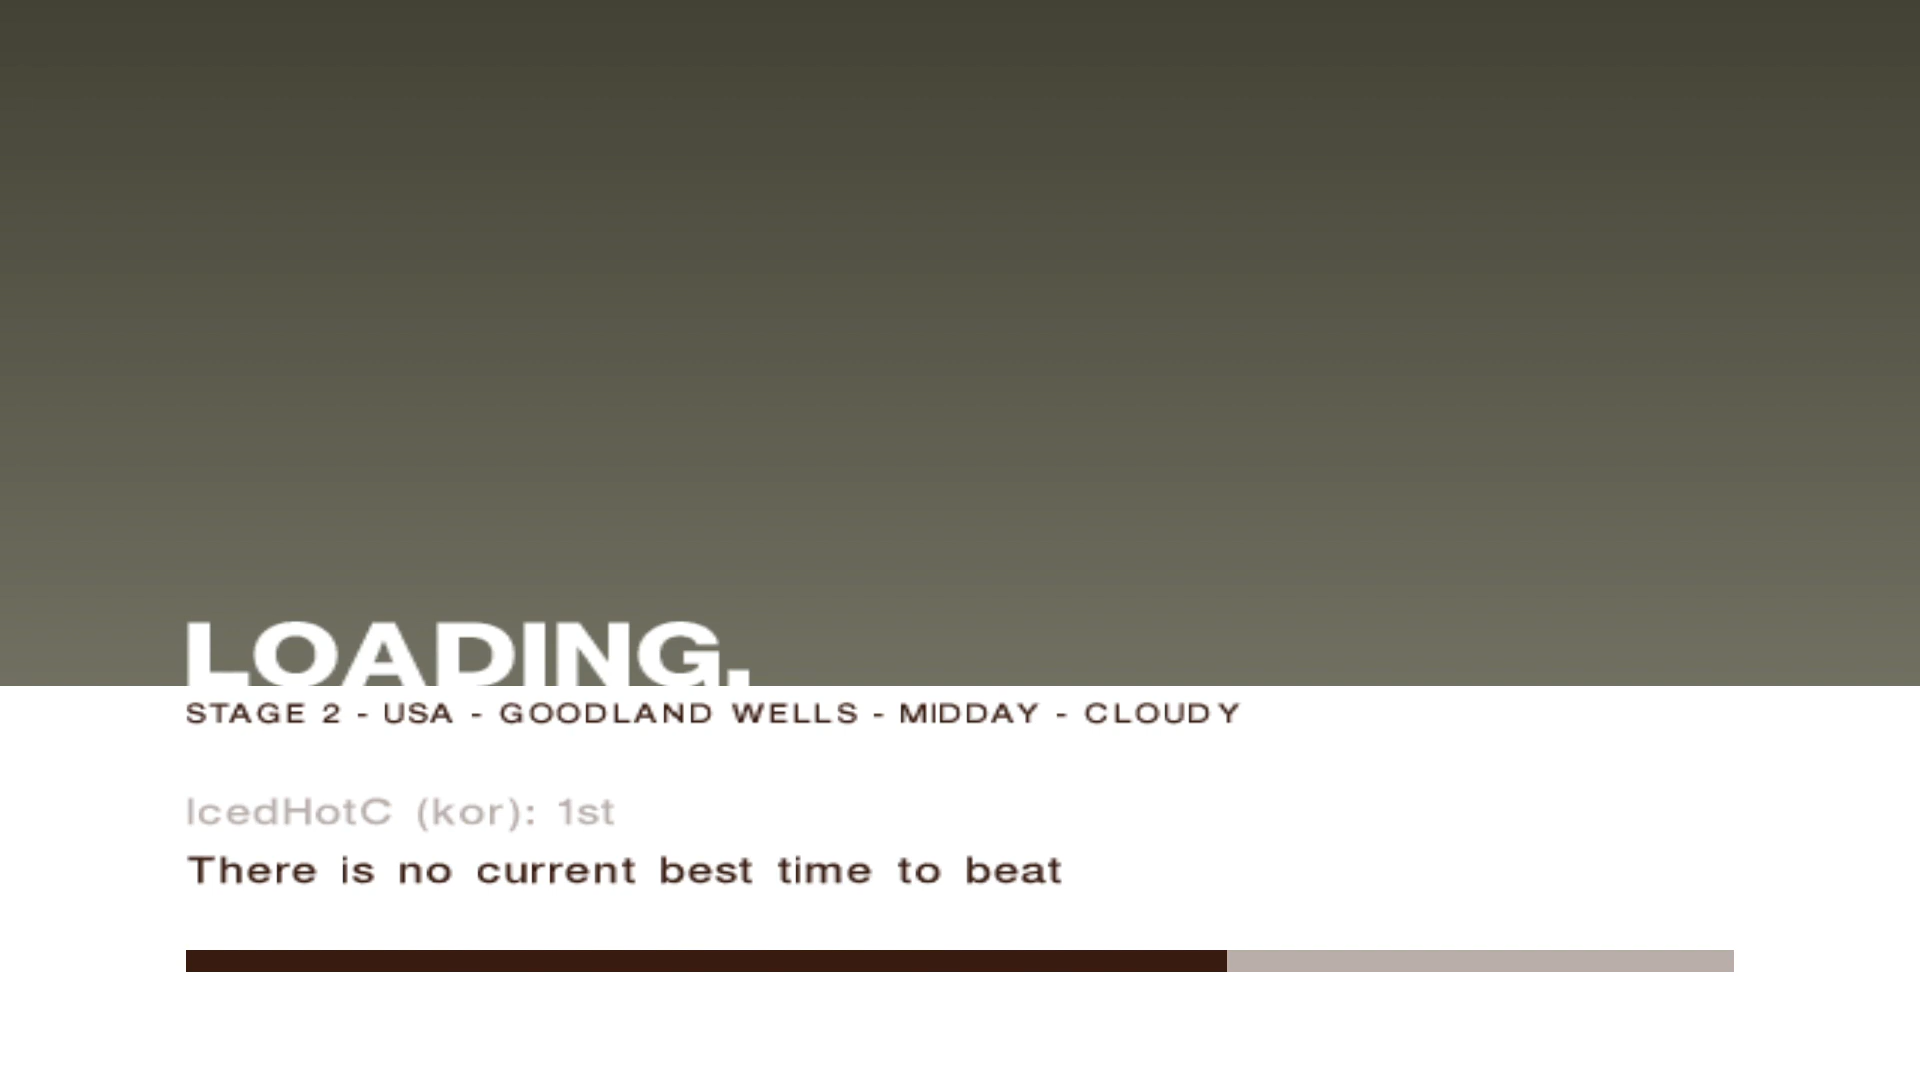 LOADING.
STAGE 2 - USA - GOODLAND WELLS - MIDDAY - CLOUDY
IcedHotC (kor): 1st
There is no current best time to beat